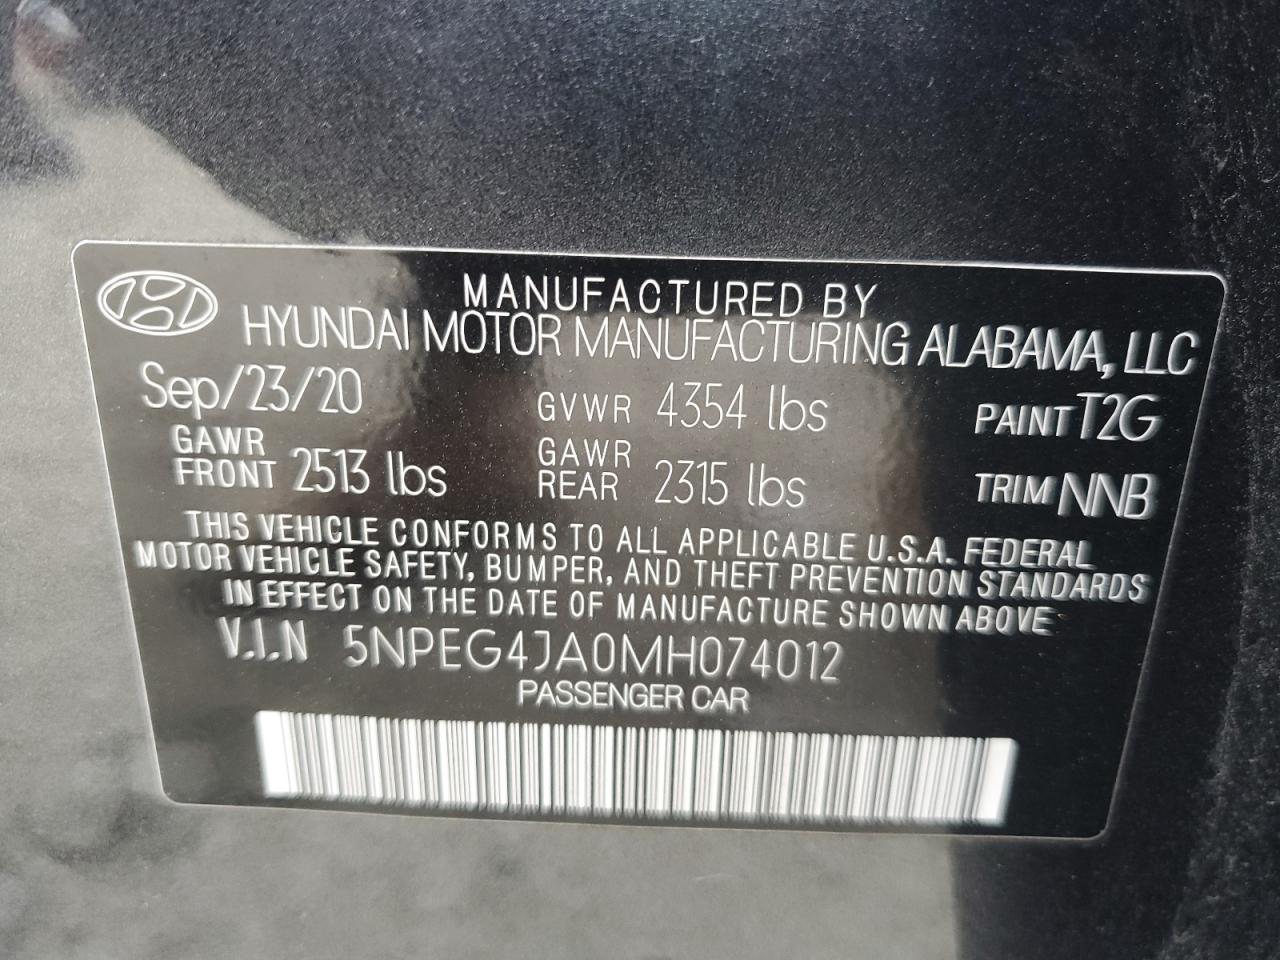 MANUFACTURED BY
HYUNDAI MOTOR MANUFACTURING ALABAMA, LLC
Sep/23/20 GVWR 4354 lbs PAINT T2G
GAWR FRONT 2513 lbs GAWR REAR 2315 lbs TRIM NNB
THIS VEHICLE CONFORMS TO ALL APPLICABLE U.S.A. FEDERAL
MOTOR VEHICLE SAFETY, BUMPER, AND THEFT PREVENTION STANDARDS
IN EFFECT ON THE DATE OF MANUFACTURE SHOWN ABOVE
V.I.N 5NPEG4JA0MH074012
PASSENGER CAR